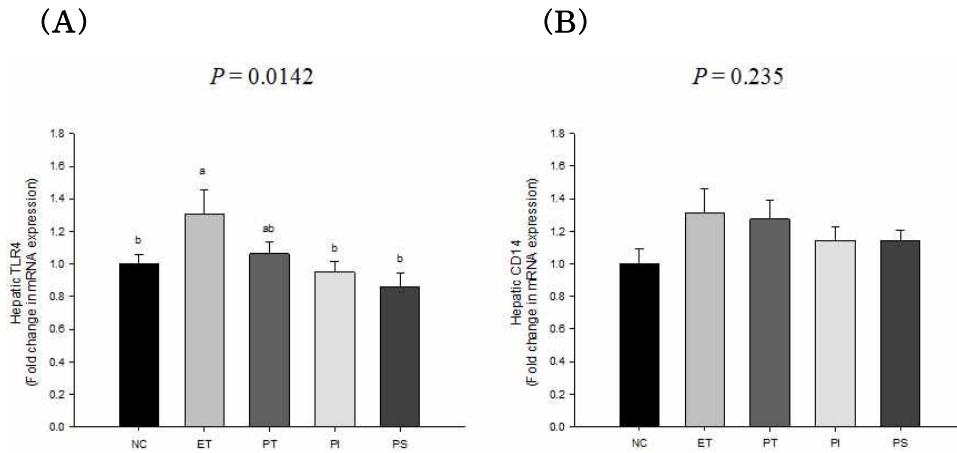 (A)
P = 0.0142
Hepatic TLR4
(Fold change in mRNA expression)
1.8
1.6
1.4
1.2
1.0
0.8
0.6
0.4
0.2
0.0
b
a
ab
b
b
NC ET PT PI PS
(B)
P = 0.235
Hepatic CD14
(Fold change in mRNA expression)
1.8
1.6
1.4
1.2
1.0
0.8
0.6
0.4
0.2
0.0
NC ET PT PI PS